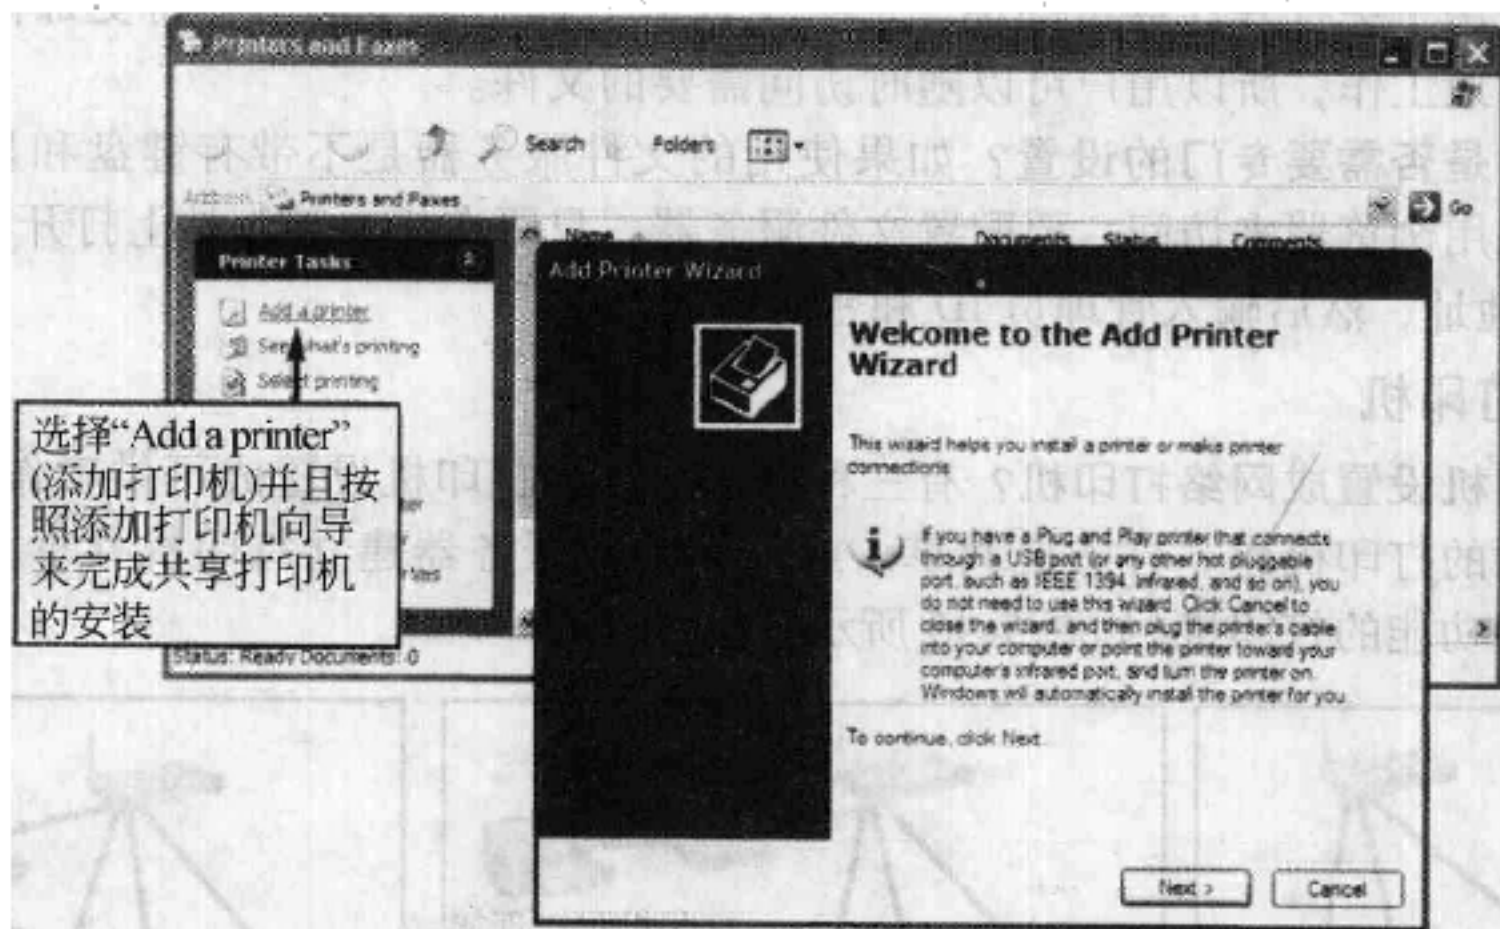 Printers and Faxes
Search Folders
Address Printers and Faxes Go
Name Documents Status Comments
Printer Tasks
Add a printer
See what's printing
Select printing
选择“Add a printer”
(添加打印机)并且按
照添加打印机向导
来完成共享打印机
的安装
Status: Ready Documents: 0
Add Printer Wizard
Welcome to the Add Printer
Wizard
This wizard helps you install a printer or make printer
connections.
If you have a Plug and Play printer that connects
through a USB port (or any other hot pluggable
port, such as IEEE 1394, infrared, and so on), you
do not need to use this wizard. Click Cancel to
close the wizard, and then plug the printer's cable
into your computer or point the printer toward your
computer's infrared port, and turn the printer on.
Windows will automatically install the printer for you.
To continue, click Next.
Next > Cancel